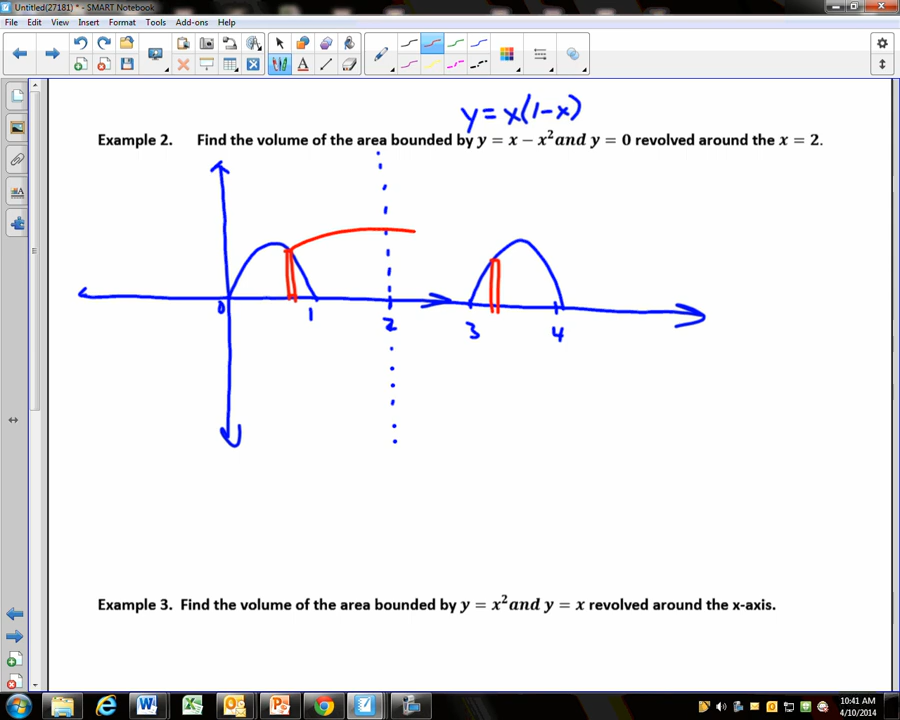 Untitled(27181) * - SMART Notebook
File Edit View Insert Format Tools Add-ons Help
y = x(1-x)
Example 2. Find the volume of the area bounded by y = x − x² and y = 0 revolved around the x = 2.
0 1 2 3 4
Example 3. Find the volume of the area bounded by y = x² and y = x revolved around the x-axis.
10:41 AM
4/10/2014